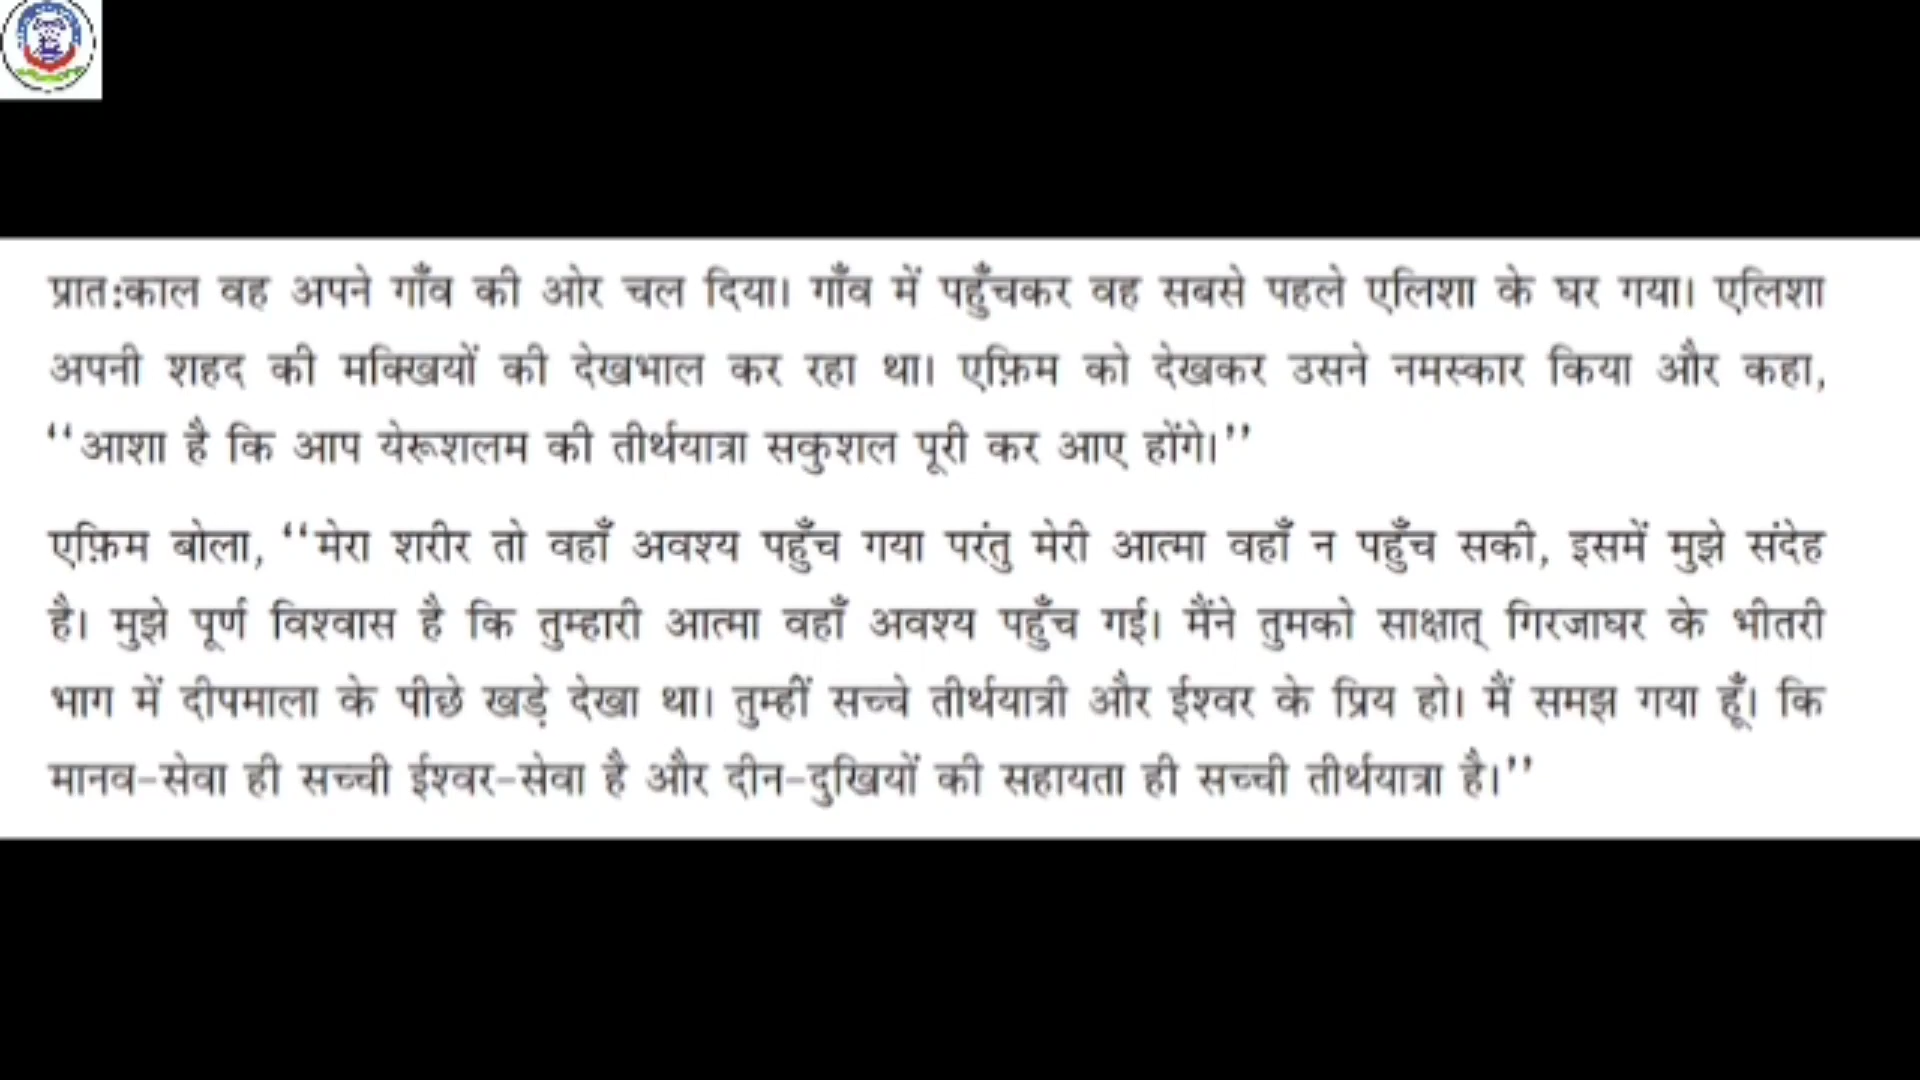 प्रात:काल वह अपने गाँव की ओर चल दिया। गाँव में पहुँचकर वह सबसे पहले एलिशा के घर गया। एलिशा
अपनी शहद की मक्खियों की देखभाल कर रहा था। एफ़िम को देखकर उसने नमस्कार किया और कहा,
‘‘आशा है कि आप येरूशलम की तीर्थयात्रा सकुशल पूरी कर आए होंगे।’’
एफ़िम बोला, ‘‘मेरा शरीर तो वहाँ अवश्य पहुँच गया परंतु मेरी आत्मा वहाँ न पहुँच सकी, इसमें मुझे संदेह
है। मुझे पूर्ण विश्वास है कि तुम्हारी आत्मा वहाँ अवश्य पहुँच गई। मैंने तुमको साक्षात् गिरजाघर के भीतरी
भाग में दीपमाला के पीछे खड़े देखा था। तुम्हीं सच्चे तीर्थयात्री और ईश्वर के प्रिय हो। मैं समझ गया हूँ। कि
मानव-सेवा ही सच्ची ईश्वर-सेवा है और दीन-दुखियों की सहायता ही सच्ची तीर्थयात्रा है।’’